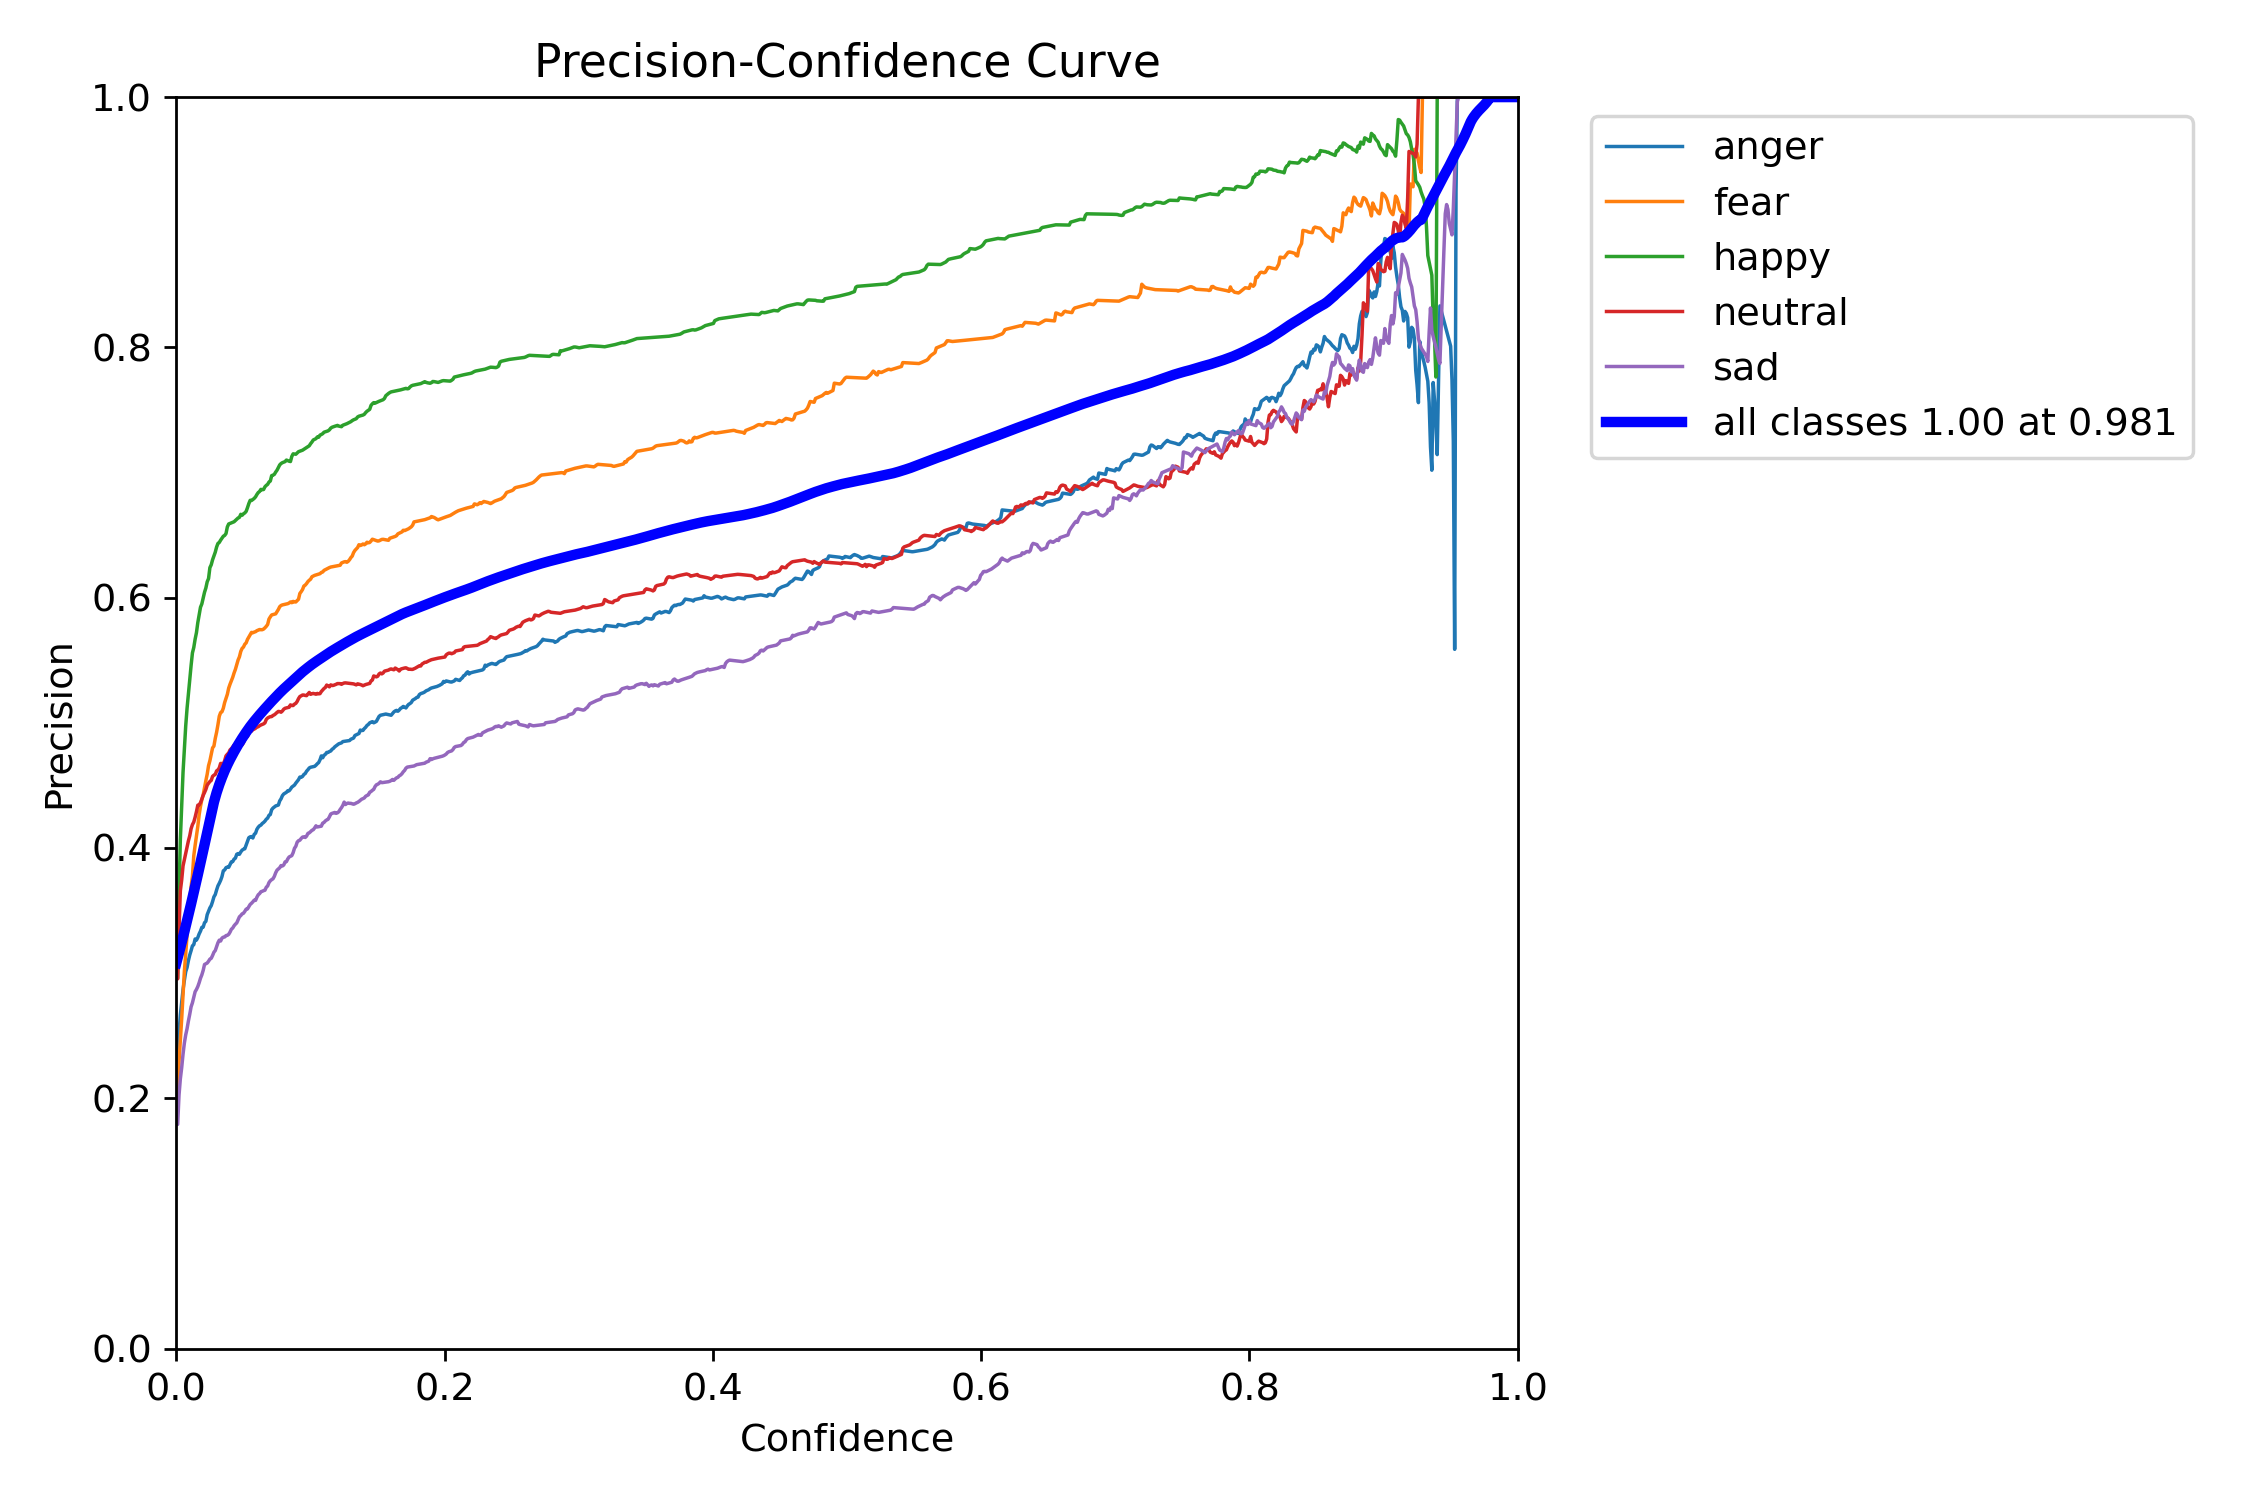 Precision-Confidence Curve
1.0
0.8
0.6
0.4
0.2
0.0
Precision
0.0 0.2 0.4 0.6 0.8 1.0
Confidence
anger
fear
happy
neutral
sad
all classes 1.00 at 0.981